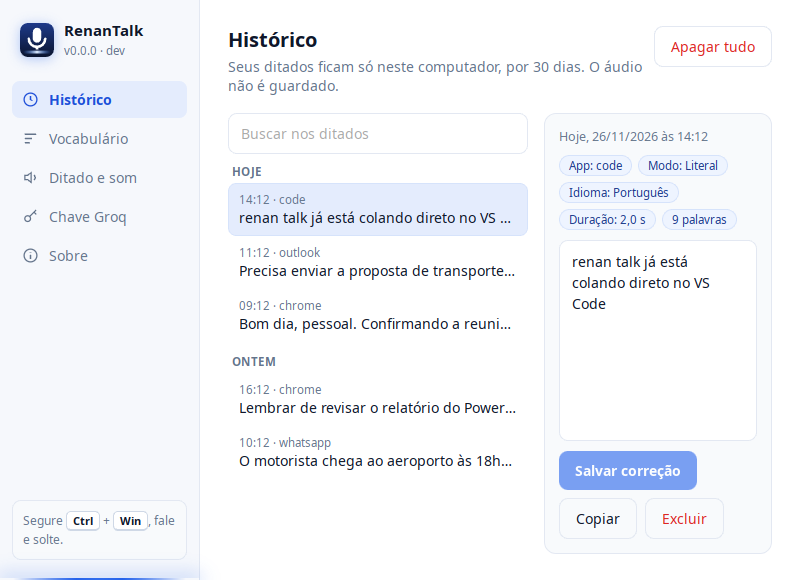 RenanTalk
v0.0.0 · dev
Histórico
Vocabulário
Ditado e som
Chave Groq
Sobre
Segure Ctrl + Win, fale
e solte.
Histórico
Seus ditados ficam só neste computador, por 30 dias. O áudio
não é guardado.
Apagar tudo
Buscar nos ditados
HOJE
14:12 · code
renan talk já está colando direto no VS ...
11:12 · outlook
Precisa enviar a proposta de transporte...
09:12 · chrome
Bom dia, pessoal. Confirmando a reuni...
ONTEM
16:12 · chrome
Lembrar de revisar o relatório do Power...
10:12 · whatsapp
O motorista chega ao aeroporto às 18h...
Hoje, 26/11/2026 às 14:12
App: code Modo: Literal
Idioma: Português
Duração: 2,0 s 9 palavras
renan talk já está
colando direto no VS
Code
Salvar correção
Copiar Excluir